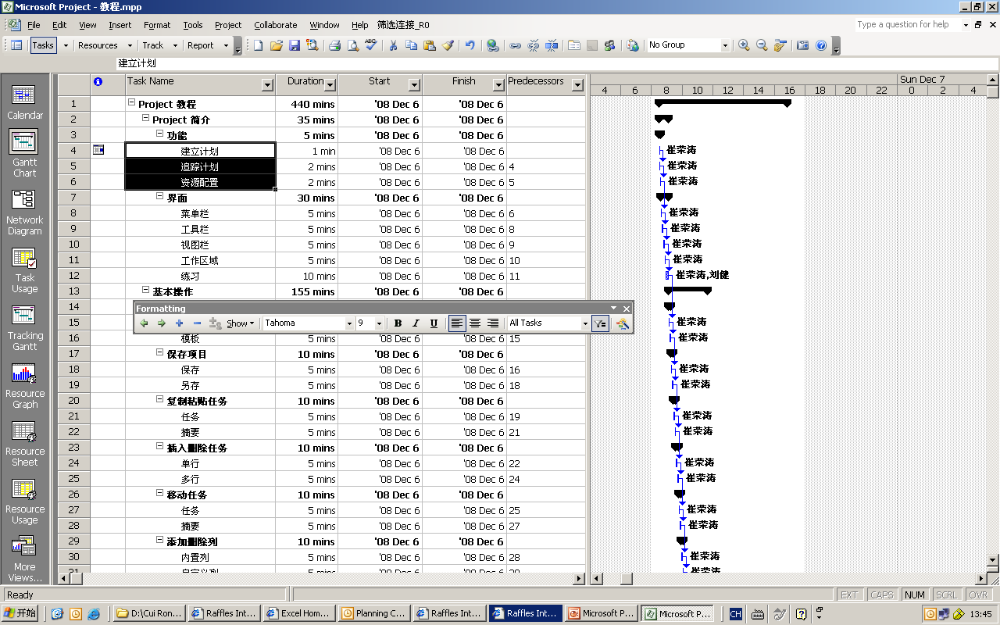 Microsoft Project - 教程.mpp
File Edit View Insert Format Tools Project Collaborate Window Help 筛选连接_R0 Type a question for help
Tasks Resources Track Report No Group
建立计划
Task Name Duration Start Finish Predecessors Sun Dec 7
4 6 8 10 12 14 16 18 20 22 0 2 4
1 Project 教程 440 mins '08 Dec 6 '08 Dec 6
2 Project 简介 35 mins '08 Dec 6 '08 Dec 6
3 功能 5 mins '08 Dec 6 '08 Dec 6
4 建立计划 1 min '08 Dec 6 '08 Dec 6 崔荣涛
5 追踪计划 2 mins '08 Dec 6 '08 Dec 6 4 崔荣涛
6 资源配置 2 mins '08 Dec 6 '08 Dec 6 5 崔荣涛
7 界面 30 mins '08 Dec 6 '08 Dec 6
8 菜单栏 5 mins '08 Dec 6 '08 Dec 6 6 崔荣涛
9 工具栏 5 mins '08 Dec 6 '08 Dec 6 8 崔荣涛
10 视图栏 5 mins '08 Dec 6 '08 Dec 6 9 崔荣涛
11 工作区域 5 mins '08 Dec 6 '08 Dec 6 10 崔荣涛
12 练习 10 mins '08 Dec 6 '08 Dec 6 11 崔荣涛,刘健
13 基本操作 155 mins '08 Dec 6 '08 Dec 6
14
Formatting
Show Tahoma 9 B I U All Tasks
15 崔荣涛
16 模板 5 mins '08 Dec 6 '08 Dec 6 15 崔荣涛
17 保存项目 10 mins '08 Dec 6 '08 Dec 6
18 保存 5 mins '08 Dec 6 '08 Dec 6 16 崔荣涛
19 另存 5 mins '08 Dec 6 '08 Dec 6 18 崔荣涛
20 复制粘贴任务 10 mins '08 Dec 6 '08 Dec 6
21 任务 5 mins '08 Dec 6 '08 Dec 6 19 崔荣涛
22 摘要 5 mins '08 Dec 6 '08 Dec 6 21 崔荣涛
23 插入删除任务 10 mins '08 Dec 6 '08 Dec 6
24 单行 5 mins '08 Dec 6 '08 Dec 6 22 崔荣涛
25 多行 5 mins '08 Dec 6 '08 Dec 6 24 崔荣涛
26 移动任务 10 mins '08 Dec 6 '08 Dec 6
27 任务 5 mins '08 Dec 6 '08 Dec 6 25 崔荣涛
28 摘要 5 mins '08 Dec 6 '08 Dec 6 27 崔荣涛
29 添加删除列 10 mins '08 Dec 6 '08 Dec 6
30 内置列 5 mins '08 Dec 6 '08 Dec 6 28 崔荣涛
Calendar
Gantt
Chart
Network
Diagram
Task
Usage
Tracking
Gantt
Resource
Graph
Resource
Sheet
Resource
Usage
More
Views...
Ready EXT CAPS NUM SCRL OVR
开始 D:\Cui Ron... Raffles Int... Excel Hom... Planning C... Raffles Int... Raffles Int... Microsoft P... Microsoft P... CH 13:45